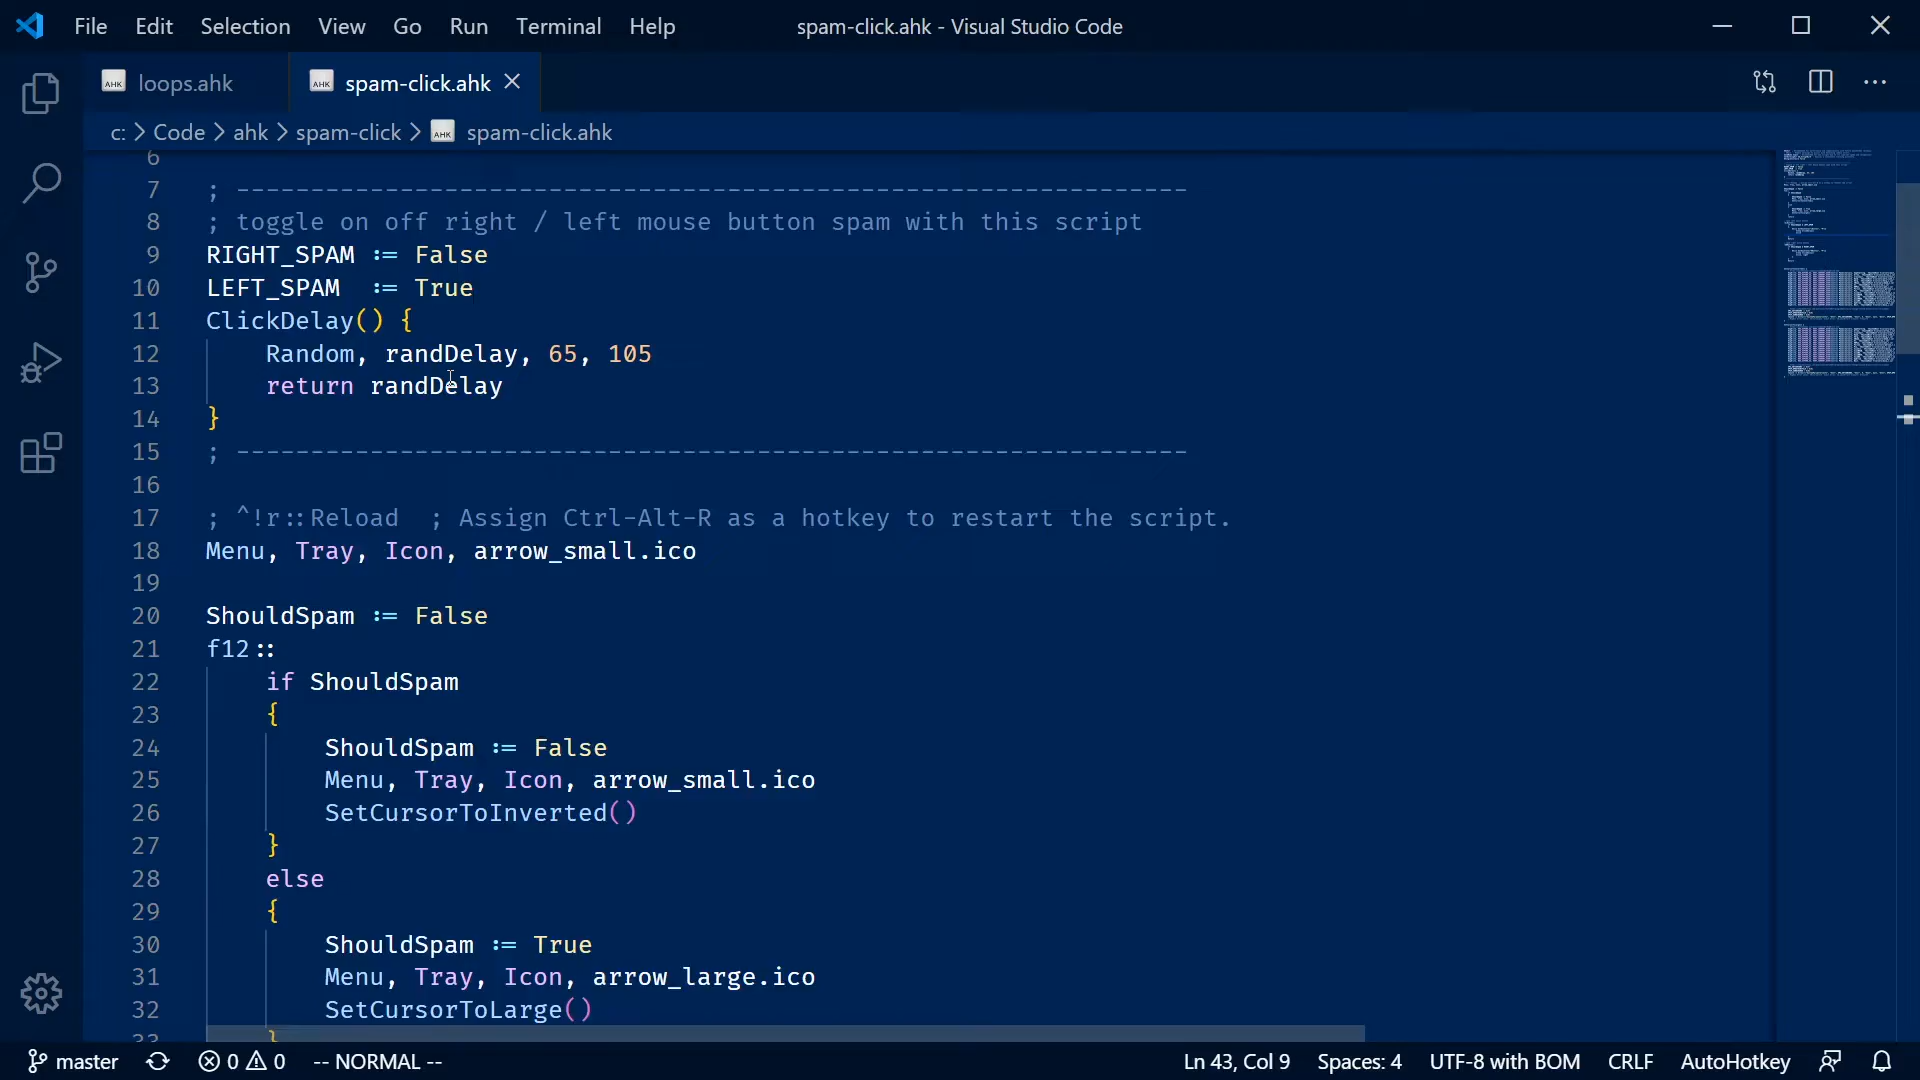 File Edit Selection View Go Run Terminal Help spam-click.ahk - Visual Studio Code
AHK loops.ahk AHK spam-click.ahk
c: > Code > ahk > spam-click > AHK spam-click.ahk
6
7 ; ----------------------------------------------------------------
8 ; toggle on off right / left mouse button spam with this script
9 RIGHT_SPAM := False
10 LEFT_SPAM  := True
11 ClickDelay() {
12     Random, randDelay, 65, 105
13     return randDelay
14 }
15 ; ----------------------------------------------------------------
16
17 ; ^!r::Reload  ; Assign Ctrl-Alt-R as a hotkey to restart the script.
18 Menu, Tray, Icon, arrow_small.ico
19
20 ShouldSpam := False
21 f12::
22     if ShouldSpam
23     {
24         ShouldSpam := False
25         Menu, Tray, Icon, arrow_small.ico
26         SetCursorToInverted()
27     }
28     else
29     {
30         ShouldSpam := True
31         Menu, Tray, Icon, arrow_large.ico
32         SetCursorToLarge()
33     }
master 0 0 -- NORMAL -- Ln 43, Col 9 Spaces: 4 UTF-8 with BOM CRLF AutoHotkey